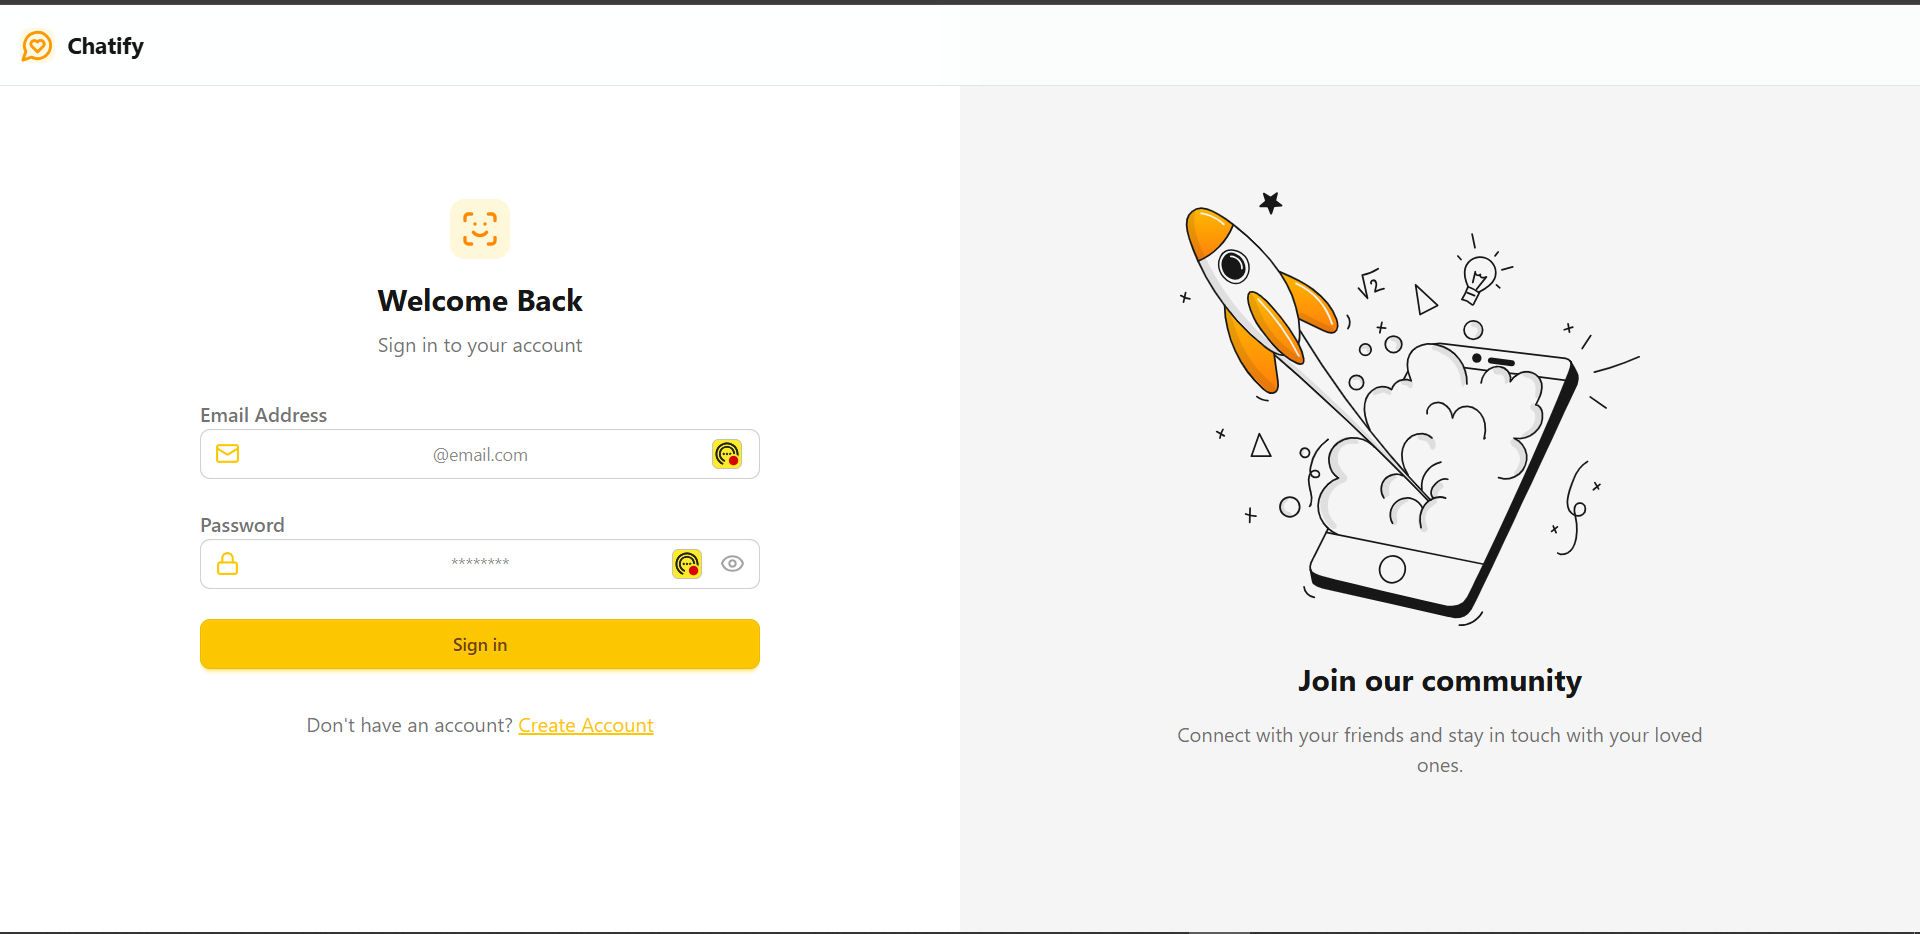 Chatify
Welcome Back
Sign in to your account
Email Address
@email.com
Password
********
Sign in
Don't have an account? Create Account
√2
Join our community
Connect with your friends and stay in touch with your loved
ones.